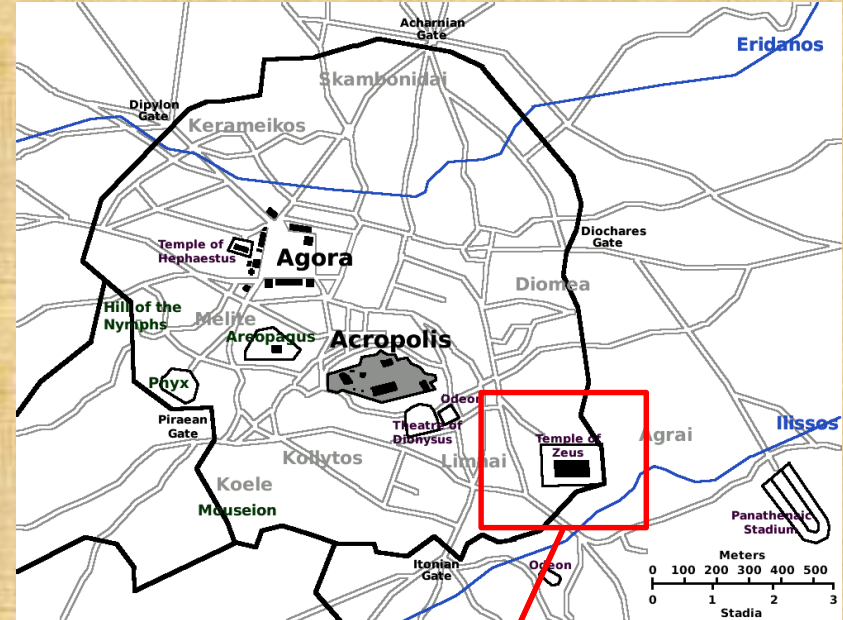 Acharnian
Gate
Eridanos
Skambonidai
Dipylon
Gate
Kerameikos
Diochares
Gate
Temple of
Hephaestus
Agora
Diomea
Hill of the
Nymphs
Melite
Areopagus
Acropolis
Phyx
Odeon
Piraean
Gate
Theatre of
Dionysus
Ilissos
Agrai
Temple of
Zeus
Kollytos
Limnai
Koele
Mouseion
Panathenaic
Stadium
Itonian
Gate
Odeon
Meters
0 100 200 300 400 500
0 1 2 3
Stadia